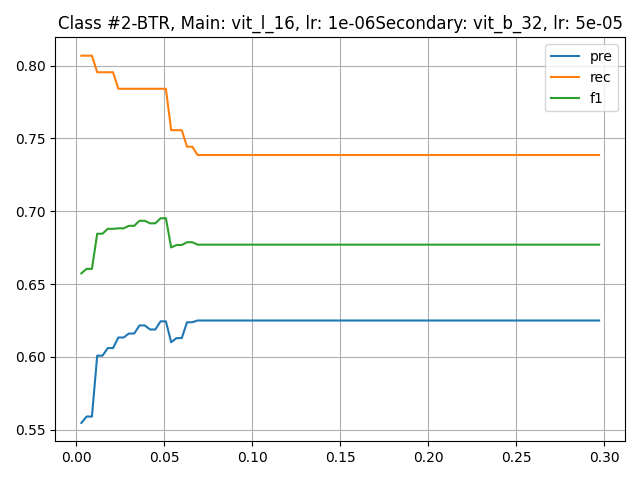 Class #2-BTR, Main: vit_l_16, lr: 1e-06Secondary: vit_b_32, lr: 5e-05
pre
rec
f1
0.80
0.75
0.70
0.65
0.60
0.55
0.00 0.05 0.10 0.15 0.20 0.25 0.30